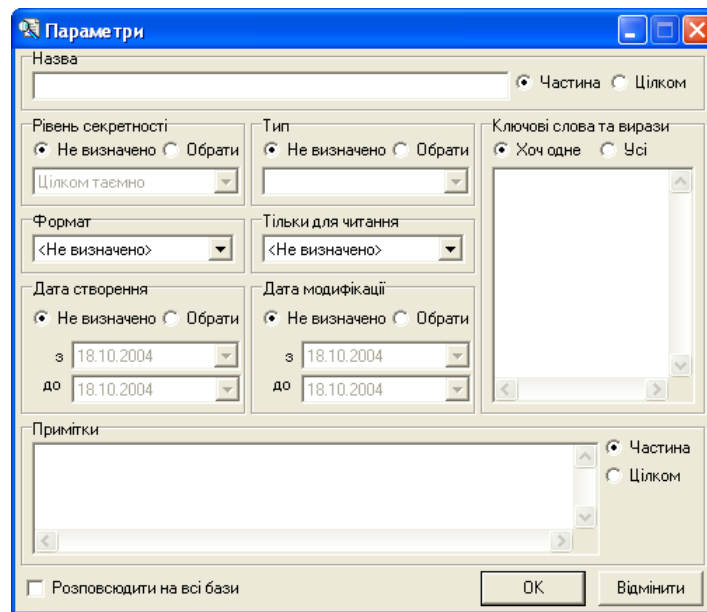 Параметри
Назва
Частина Цілком
Рівень секретності Тип Ключові слова та вирази
Не визначено Обрати Не визначено Обрати Хоч одне Усі
Цілком таємно
Формат Тільки для читання
<Не визначено> <Не визначено>
Дата створення Дата модифікації
Не визначено Обрати Не визначено Обрати
з 18.10.2004 з 18.10.2004
до 18.10.2004 до 18.10.2004
Примітки
Частина
Цілком
Розповсюдити на всі бази OK Відмінити